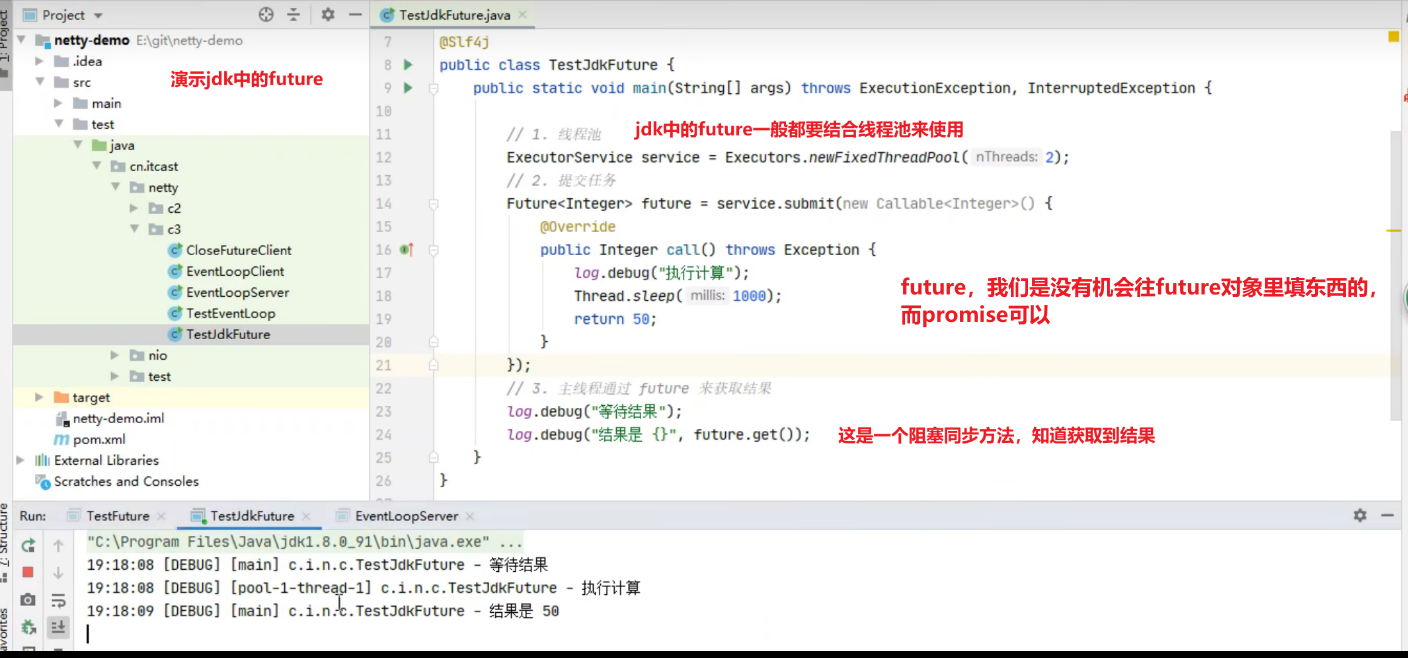 1: Project
Project
TestJdkFuture.java
netty-demo E:\git\netty-demo
.idea
src
演示jdk中的future
main
test
java
cn.itcast
netty
c2
c3
CloseFutureClient
EventLoopClient
EventLoopServer
TestEventLoop
TestJdkFuture
nio
test
target
netty-demo.iml
pom.xml
External Libraries
Scratches and Consoles
7 @Slf4j
8 public class TestJdkFuture {
9 public static void main(String[] args) throws ExecutionException, InterruptedException {
10
11 // 1. 线程池 jdk中的future一般都要结合线程池来使用
12 ExecutorService service = Executors.newFixedThreadPool( nThreads: 2);
13 // 2. 提交任务
14 Future<Integer> future = service.submit(new Callable<Integer>() {
15 @Override
16 public Integer call() throws Exception {
17 log.debug("执行计算");
18 Thread.sleep( millis: 1000);
19 return 50;
20 }
21 });
future，我们是没有机会往future对象里填东西的，
而promise可以
22 // 3. 主线程通过 future 来获取结果
23 log.debug("等待结果");
24 log.debug("结果是 {}", future.get()); 这是一个阻塞同步方法，知道获取到结果
25 }
26 }
Run: TestFuture TestJdkFuture EventLoopServer
7: Structure
"C:\Program Files\Java\jdk1.8.0_91\bin\java.exe" ...
19:18:08 [DEBUG] [main] c.i.n.c.TestJdkFuture - 等待结果
19:18:08 [DEBUG] [pool-1-thread-1] c.i.n.c.TestJdkFuture - 执行计算
19:18:09 [DEBUG] [main] c.i.n.c.TestJdkFuture - 结果是 50